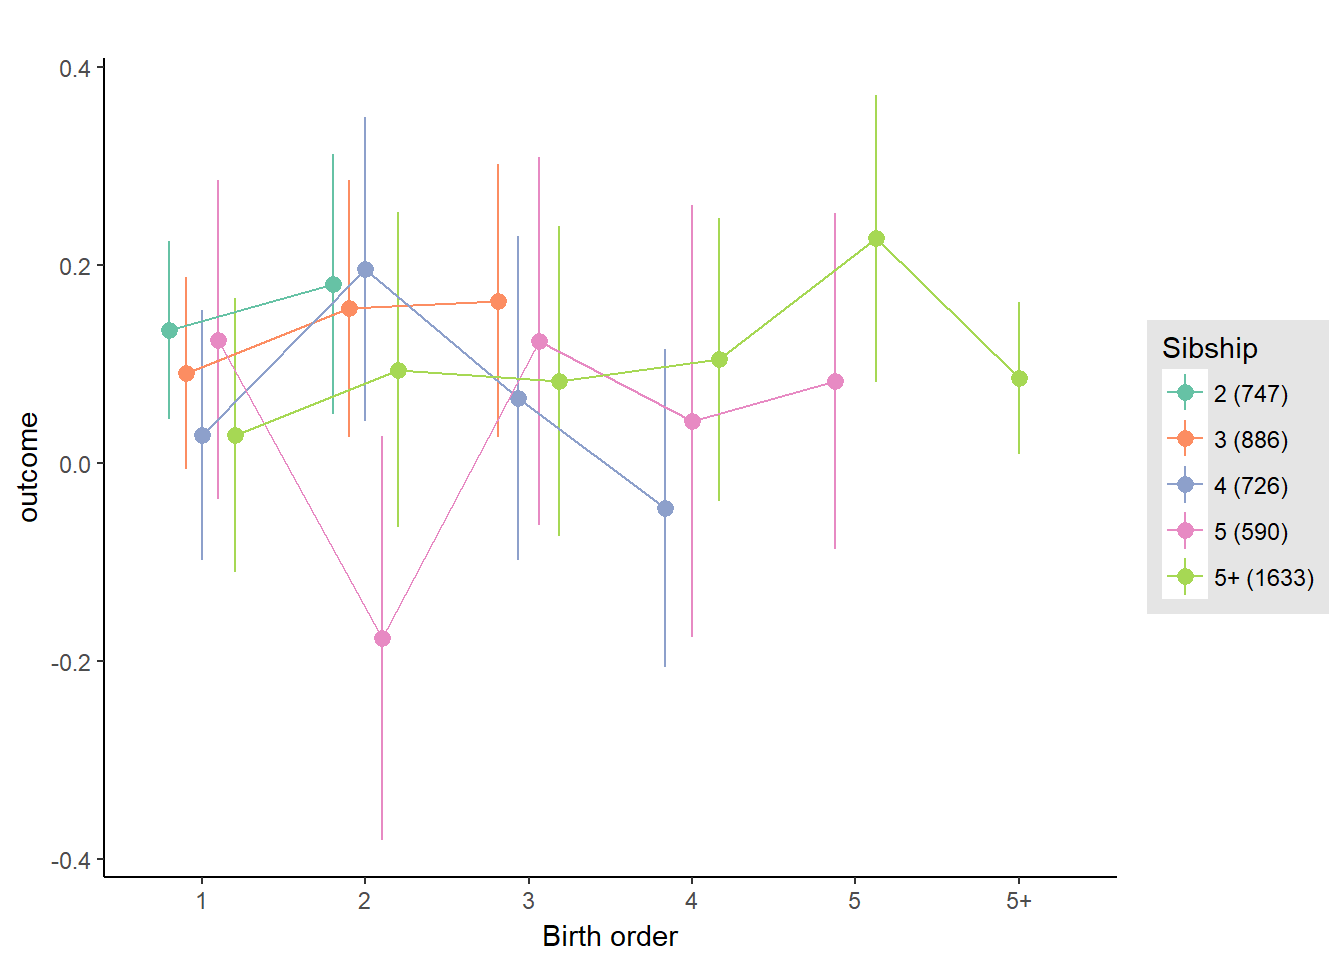 0.4
0.2
0.0
-0.2
-0.4
outcome
1 2 3 4 5 5+
Birth order
Sibship
2 (747)
3 (886)
4 (726)
5 (590)
5+ (1633)